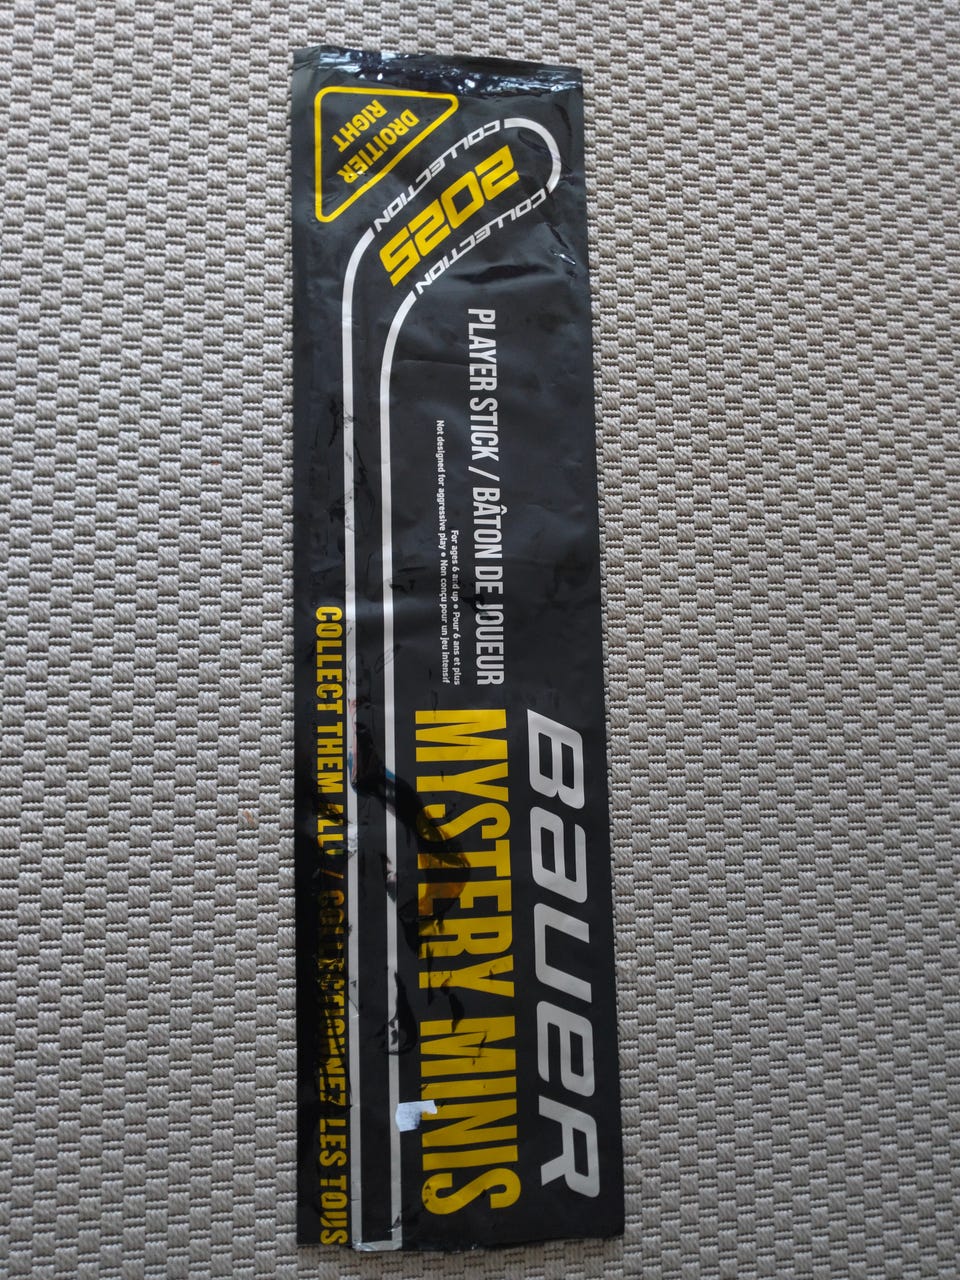 BAUER
MYSTERY MINIS
PLAYER STICK / BÂTON DE JOUEUR
For ages 6 and up • Pour 6 ans et plus
Not designed for aggressive play • Non conçu pour un jeu intensif
COLLECTION
2025
COLLECTION
DROITIER
RIGHT
COLLECTION
COLLECTION
COLLECT THEM ALL! / COLLECTIONNEZ LES TOUS